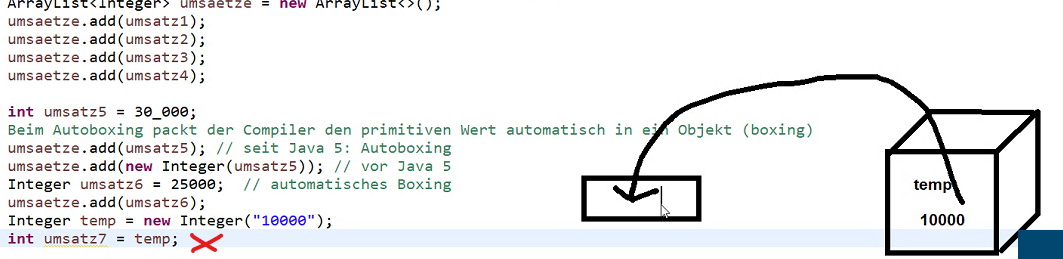 ArrayList<Integer> umsaetze = new ArrayList<>();
umsaetze.add(umsatz1);
umsaetze.add(umsatz2);
umsaetze.add(umsatz3);
umsaetze.add(umsatz4);
int umsatz5 = 30_000;
Beim Autoboxing packt der Compiler den primitiven Wert automatisch in ein Objekt (boxing)
umsaetze.add(umsatz5); // seit Java 5: Autoboxing
umsaetze.add(new Integer(umsatz5)); // vor Java 5
Integer umsatz6 = 25000;  // automatisches Boxing
umsaetze.add(umsatz6);
Integer temp = new Integer("10000");
int umsatz7 = temp;
temp
10000